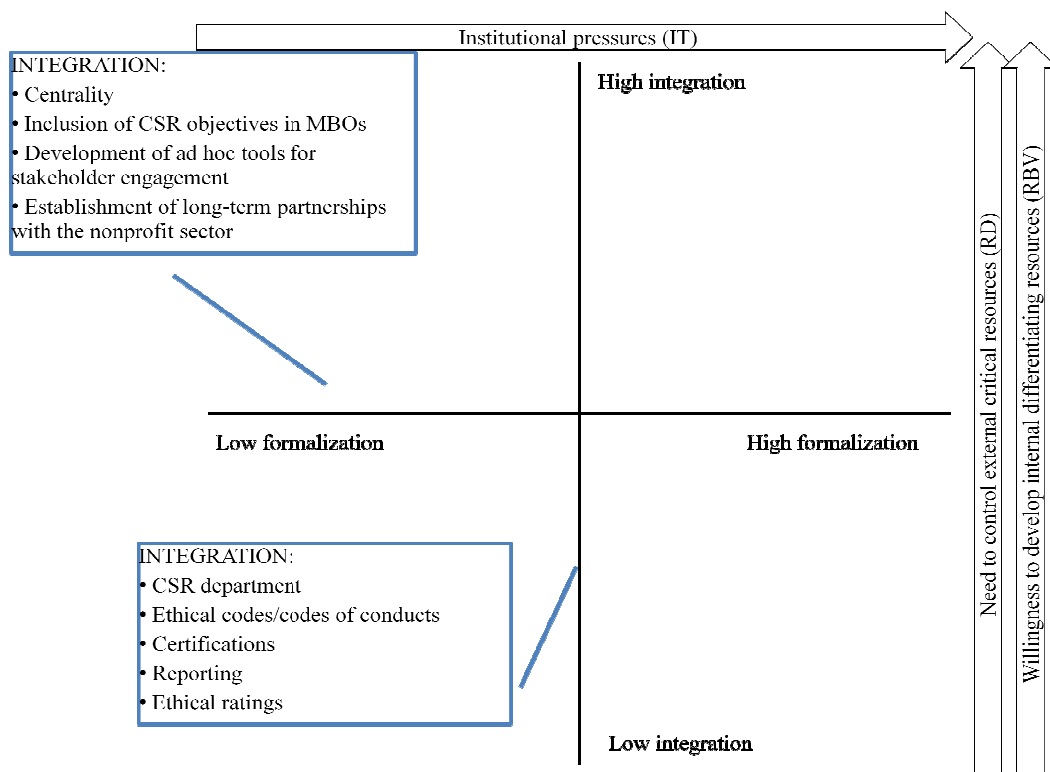 Institutional pressures (IT)
INTEGRATION:
• Centrality
• Inclusion of CSR objectives in MBOs
• Development of ad hoc tools for
stakeholder engagement
• Establishment of long-term partnerships
with the nonprofit sector
High integration
Need to control external critical resources (RD)
Willingness to develop internal differentiating resources (RBV)
Low formalization
High formalization
INTEGRATION:
• CSR department
• Ethical codes/codes of conducts
• Certifications
• Reporting
• Ethical ratings
Low integration